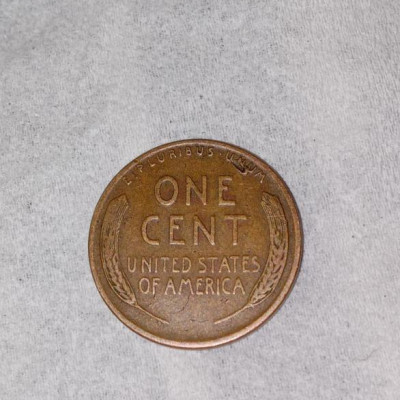 E·PLURIBUS·UNUM
ONE
CENT
UNITED STATES
OF AMERICA